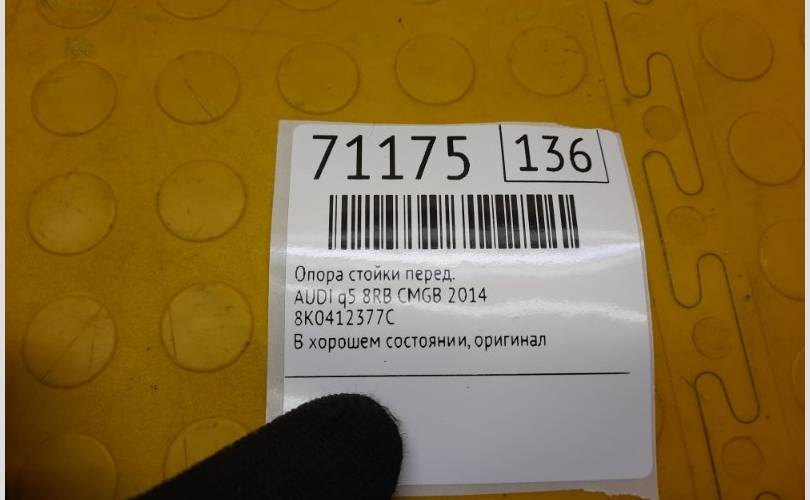 71175 136
Опора стойки перед.
AUDI q5 8RB CMGB 2014
8K0412377C
В хорошем состоянии, оригинал